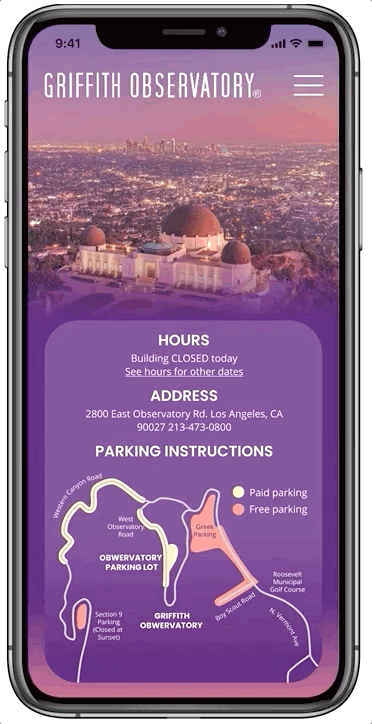 9:41
GRIFFITH OBSERVATORY®
HOURS
Building CLOSED today
See hours for other dates
ADDRESS
2800 East Observatory Rd. Los Angeles, CA
90027 213-473-0800
PARKING INSTRUCTIONS
Western Canyon Road
Paid parking
Free parking
West
Observatory
Road
Greek
Parking
OBWERVATORY
PARKING LOT
Roosevelt
Municipal
Golf Course
Boy Scout Road
N. Vermont Ave
Section 9
Parking
(Closed at
Sunset)
GRIFFITH
OBWERVATORY